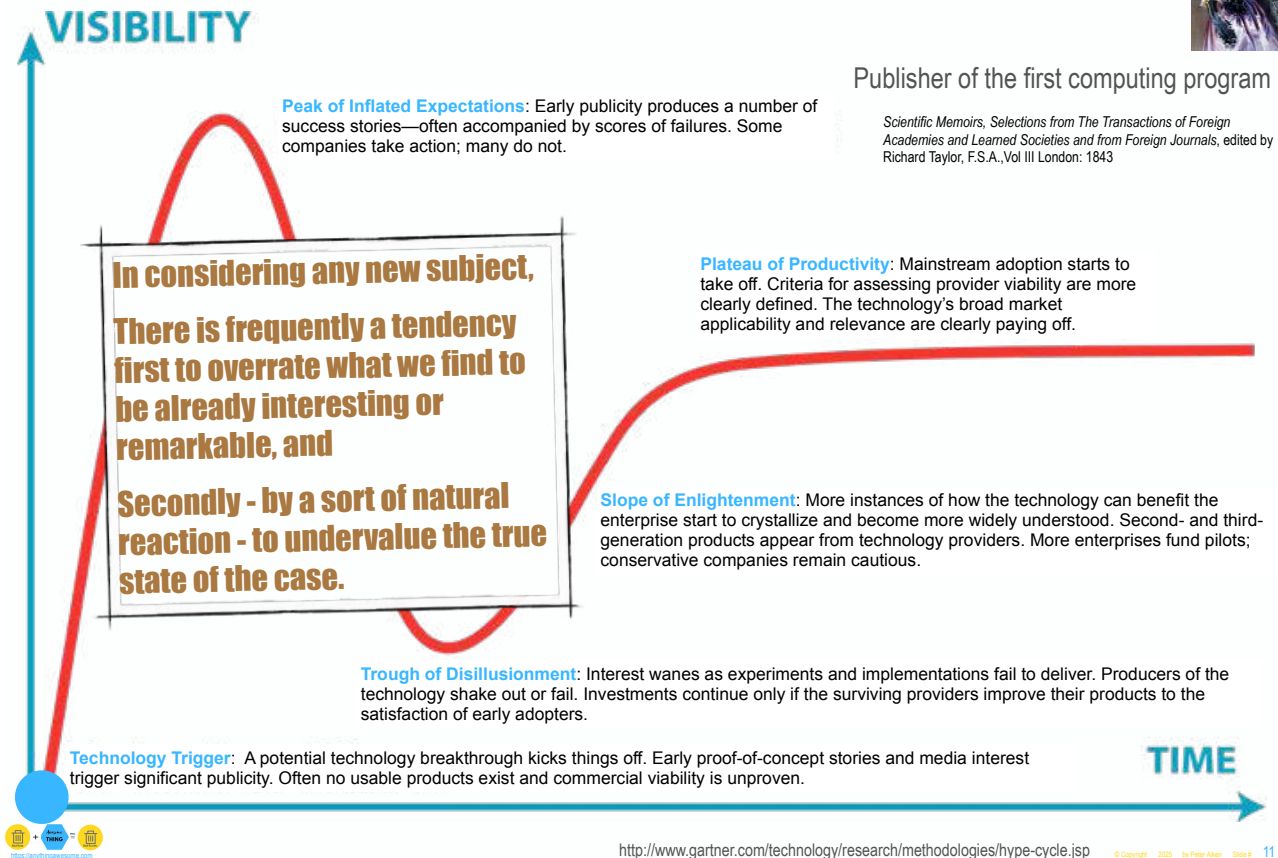 VISIBILITY
Publisher of the first computing program
Scientific Memoirs, Selections from The Transactions of Foreign
Academies and Learned Societies and from Foreign Journals, edited by
Richard Taylor, F.S.A.,Vol III London: 1843
Peak of Inflated Expectations: Early publicity produces a number of
success stories—often accompanied by scores of failures. Some
companies take action; many do not.
In considering any new subject,
There is frequently a tendency
first to overrate what we find to
be already interesting or
remarkable, and
Secondly - by a sort of natural
reaction - to undervalue the true
state of the case.
Plateau of Productivity: Mainstream adoption starts to
take off. Criteria for assessing provider viability are more
clearly defined. The technology’s broad market
applicability and relevance are clearly paying off.
Slope of Enlightenment: More instances of how the technology can benefit the
enterprise start to crystallize and become more widely understood. Second- and third-
generation products appear from technology providers. More enterprises fund pilots;
conservative companies remain cautious.
Trough of Disillusionment: Interest wanes as experiments and implementations fail to deliver. Producers of the
technology shake out or fail. Investments continue only if the surviving providers improve their products to the
satisfaction of early adopters.
Technology Trigger: A potential technology breakthrough kicks things off. Early proof-of-concept stories and media interest
trigger significant publicity. Often no usable products exist and commercial viability is unproven.
TIME
+ THING =
https://anythingawesome.com
http://www.gartner.com/technology/research/methodologies/hype-cycle.jsp
© Copyright 2025 by Peter Aiken Slide # 11